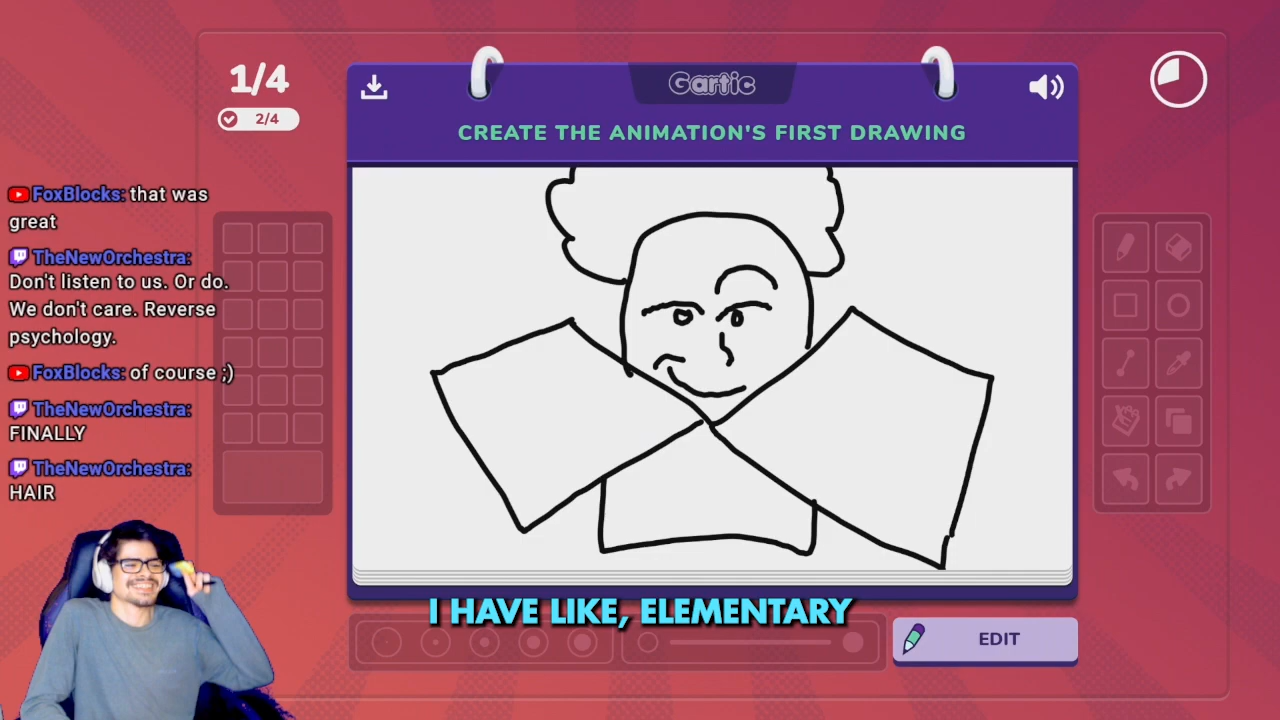 1/4
2/4
Gartic
CREATE THE ANIMATION'S FIRST DRAWING
FoxBlocks: that was
great
TheNewOrchestra:
Don't listen to us. Or do.
We don't care. Reverse
psychology.
FoxBlocks: of course ;)
TheNewOrchestra:
FINALLY
TheNewOrchestra:
HAIR
I HAVE LIKE, ELEMENTARY
EDIT